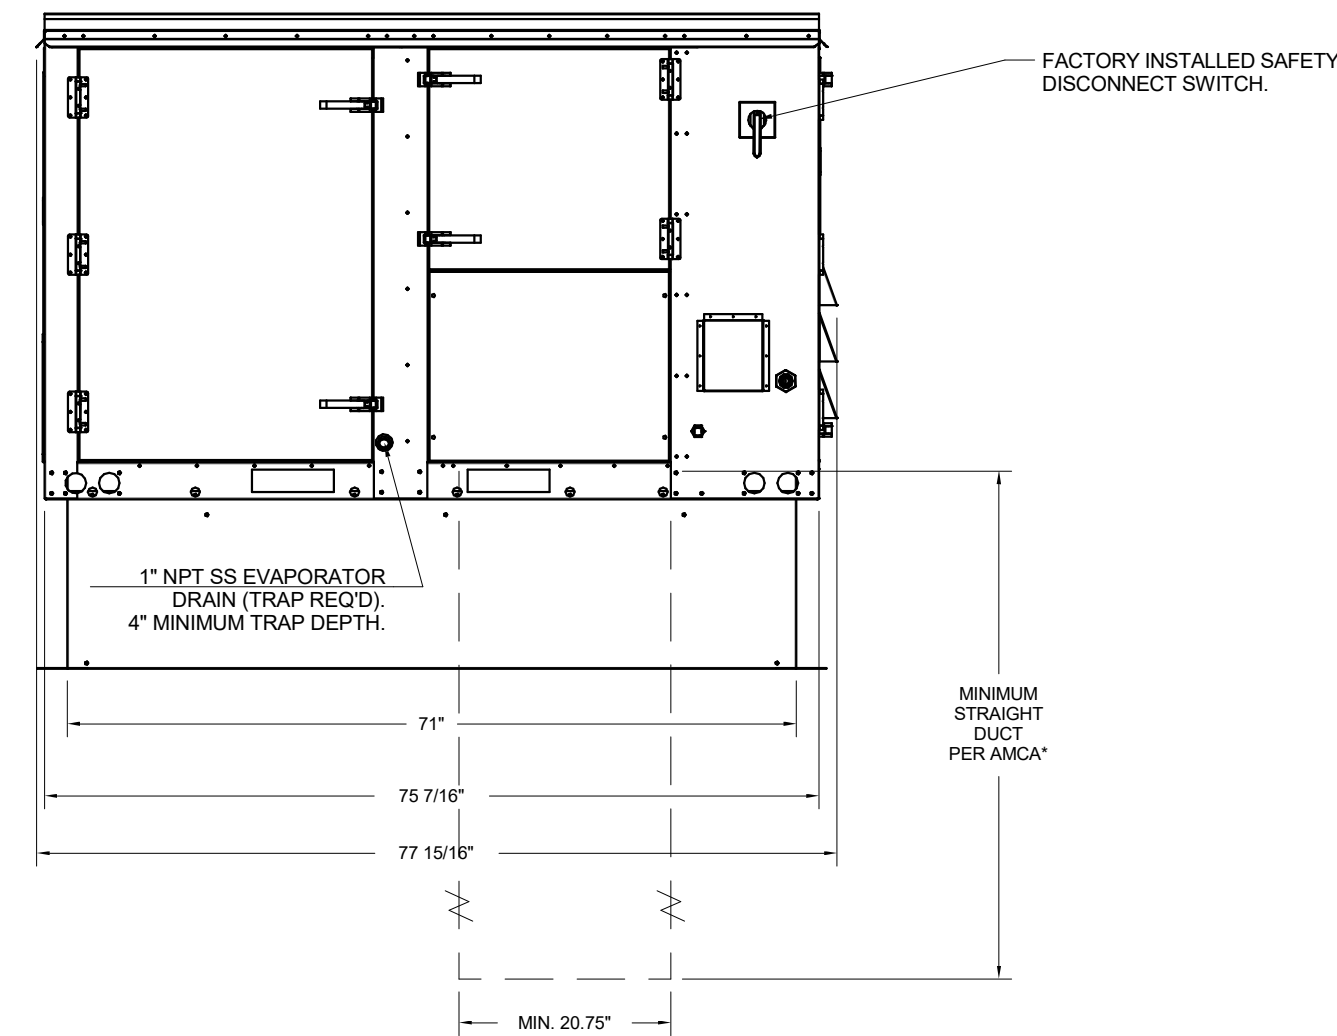 FACTORY INSTALLED SAFETY
DISCONNECT SWITCH.
1" NPT SS EVAPORATOR
DRAIN (TRAP REQ'D).
4" MINIMUM TRAP DEPTH.
71"
MINIMUM
STRAIGHT
DUCT
PER AMCA*
75 7/16"
77 15/16"
MIN. 20.75"